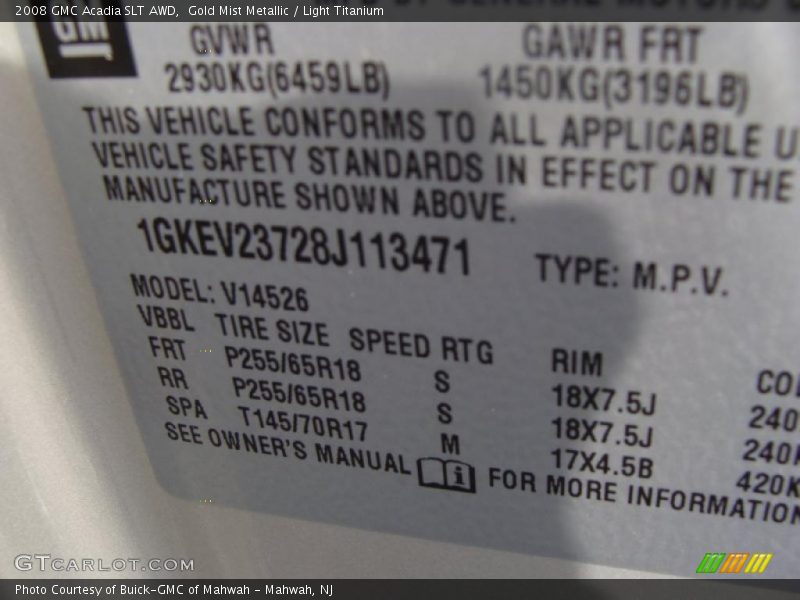 2008 GMC Acadia SLT AWD, Gold Mist Metallic / Light Titanium
GM
GVWR GAWR FRT
2930KG(6459LB) 1450KG(3196LB)
THIS VEHICLE CONFORMS TO ALL APPLICABLE U
VEHICLE SAFETY STANDARDS IN EFFECT ON THE
MANUFACTURE SHOWN ABOVE.
1GKEV23728J113471 TYPE: M.P.V.
MODEL: V14526
VBBL TIRE SIZE SPEED RTG RIM COL
FRT P255/65R18 S 18X7.5J 240
RR P255/65R18 S 18X7.5J 240K
SPA T145/70R17 M 17X4.5B 420K
SEE OWNER'S MANUAL i FOR MORE INFORMATION
GTCARLOT.COM
Photo Courtesy of Buick-GMC of Mahwah - Mahwah, NJ